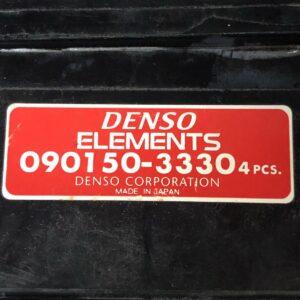 DENSO
ELEMENTS
090150-3330 4 PCS.
DENSO CORPORATION
MADE IN JAPAN